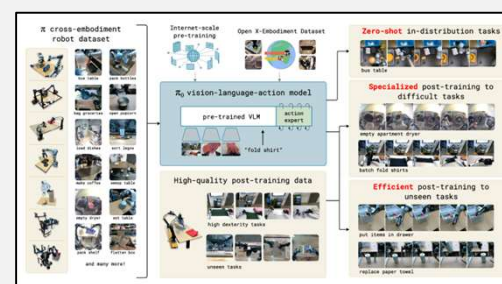 π cross-embodiment
robot dataset
bus table
pack bottles
bag groceries
open popcorn
load dishes
sort legos
make coffee
sweep table
empty dryer
set table
pack shelf
flatten box
and many more!
Internet-scale
pre-training
Open X-Embodiment Dataset
π0 vision-language-action model
pre-trained VLM
action
expert
"fold shirt"
High-quality post-training data
high dexterity tasks
unseen tasks
Zero-shot in-distribution tasks
bus table
Specialized post-training to
difficult tasks
empty apartment dryer
batch fold shirts
Efficient post-training to
unseen tasks
put items in drawer
replace paper towel